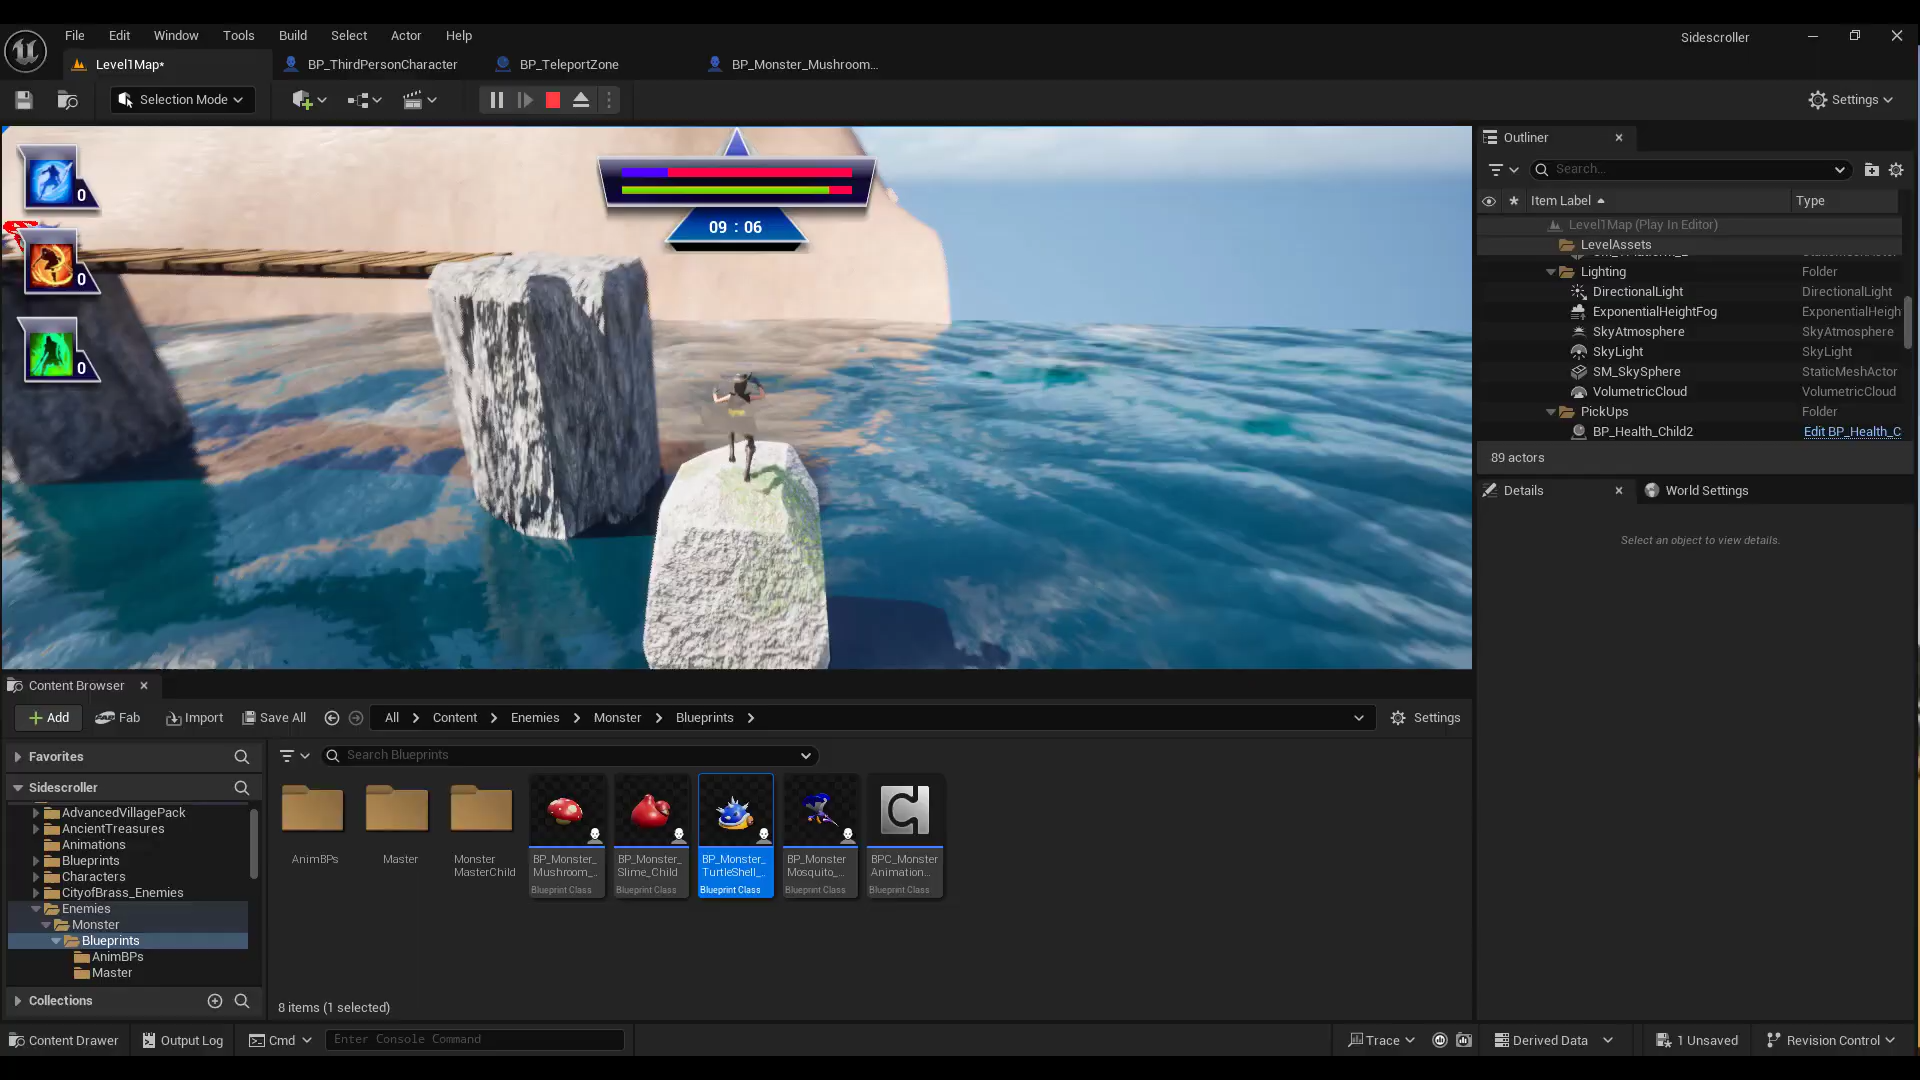 File Edit Window Tools Build Select Actor Help
Sidescroller
Level1Map*
BP_ThirdPersonCharacter
BP_TeleportZone
BP_Monster_Mushroom...
Selection Mode
Settings
0
0
0
09 : 06
Outliner
Search...
Item Label
Type
Level1Map (Play In Editor)
LevelAssets
Lighting
Folder
DirectionalLight
DirectionalLight
ExponentialHeightFog
ExponentialHeigh
SkyAtmosphere
SkyAtmosphere
SkyLight
SkyLight
SM_SkySphere
StaticMeshActor
VolumetricCloud
VolumetricCloud
PickUps
Folder
BP_Health_Child2
Edit BP_Health_C
89 actors
Details
World Settings
Select an object to view details.
Content Browser
Add
Fab
Import
Save All
All
Content
Enemies
Monster
Blueprints
Settings
Favorites
Search Blueprints
Sidescroller
AdvancedVillagePack
AncientTreasures
Animations
Blueprints
Characters
CityofBrass_Enemies
Enemies
Monster
Blueprints
AnimBPs
Master
Collections
AnimBPs
Master
Monster
MasterChild
BP_Monster_
Mushroom_..
Blueprint Class
BP_Monster_
Slime_Child
Blueprint Class
BP_Monster_
TurtleShell_..
Blueprint Class
BP_Monster
Mosquito_...
Blueprint Class
BPC_Monster
Animation...
Blueprint Class
8 items (1 selected)
Content Drawer
Output Log
Cmd
Enter Console Command
Trace
Derived Data
1 Unsaved
Revision Control